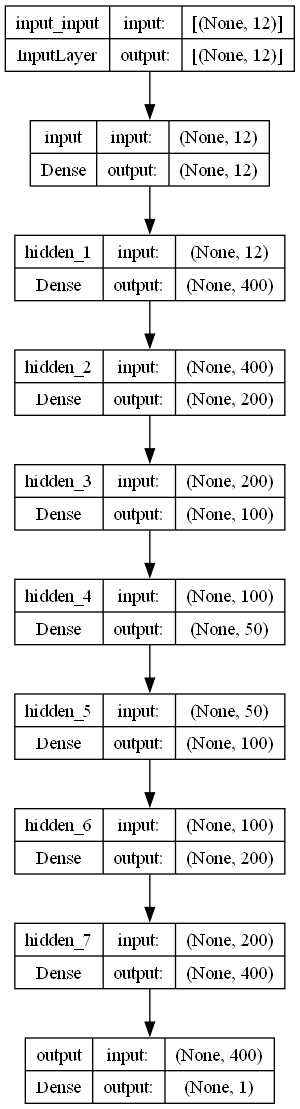 input_input input: [(None, 12)]
InputLayer output: [(None, 12)]
input input: (None, 12)
Dense output: (None, 12)
hidden_1 input: (None, 12)
Dense output: (None, 400)
hidden_2 input: (None, 400)
Dense output: (None, 200)
hidden_3 input: (None, 200)
Dense output: (None, 100)
hidden_4 input: (None, 100)
Dense output: (None, 50)
hidden_5 input: (None, 50)
Dense output: (None, 100)
hidden_6 input: (None, 100)
Dense output: (None, 200)
hidden_7 input: (None, 200)
Dense output: (None, 400)
output input: (None, 400)
Dense output: (None, 1)